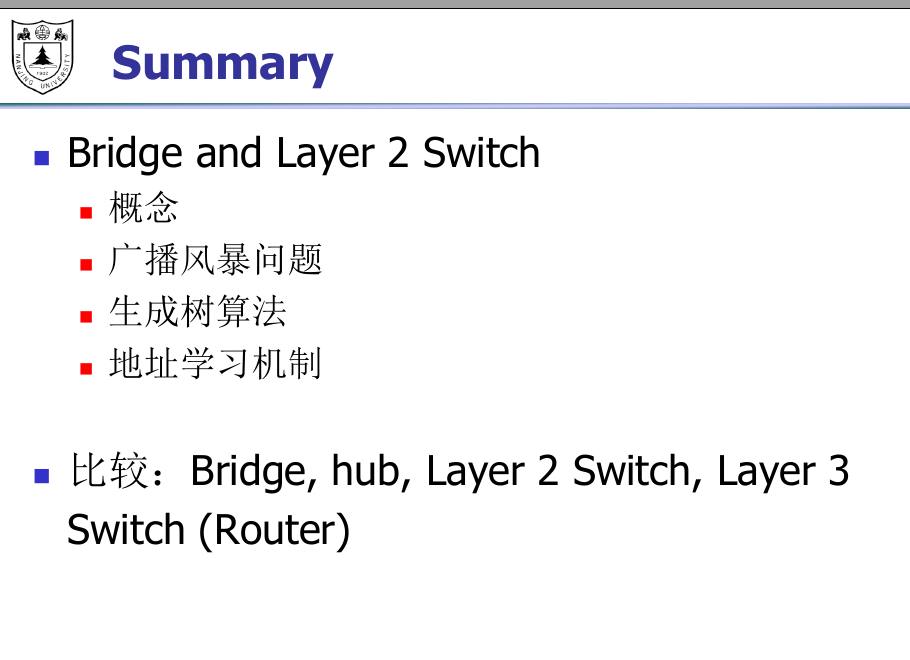 NANJING UNIVERSITY
1902
Summary
Bridge and Layer 2 Switch
概念
广播风暴问题
生成树算法
地址学习机制
比较：Bridge, hub, Layer 2 Switch, Layer 3
Switch (Router)